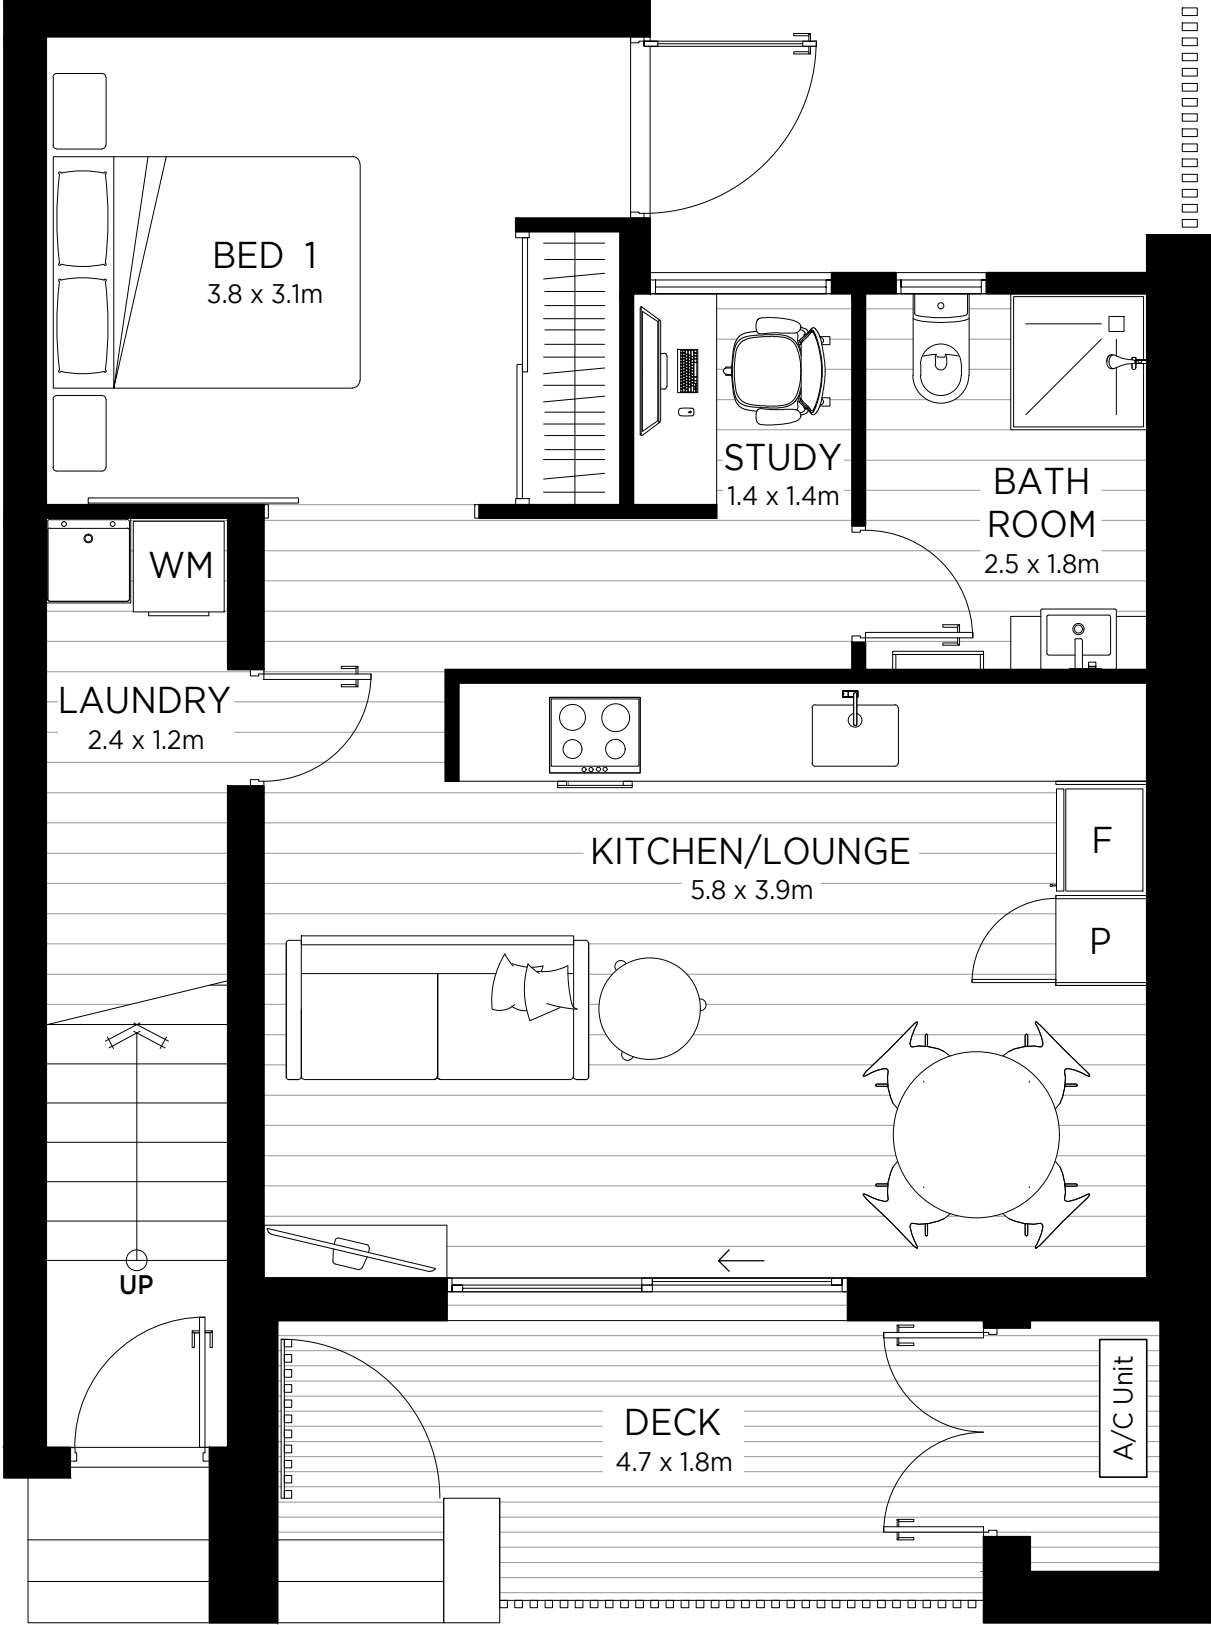 BED 1
3.8 x 3.1m
STUDY
1.4 x 1.4m
BATH
ROOM
2.5 x 1.8m
WM
LAUNDRY
2.4 x 1.2m
KITCHEN/LOUNGE
5.8 x 3.9m
F
P
UP
DECK
4.7 x 1.8m
A/C Unit